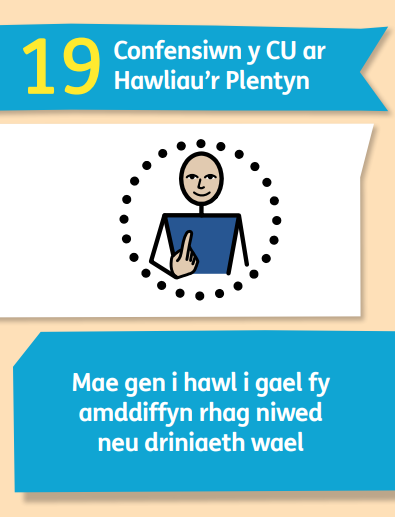 19
Confensiwn y CU ar
Hawliau'r Plentyn
Mae gen i hawl i gael fy
amddiffyn rhag niwed
neu driniaeth wael